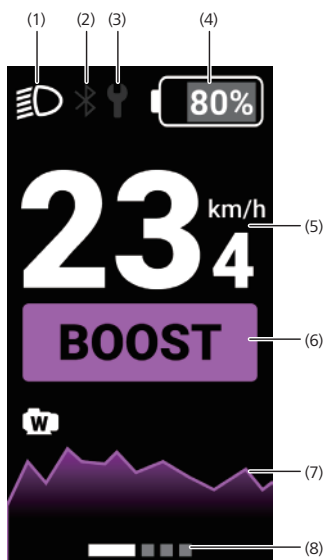 (1) (2) (3) (4)
80%
23 4 km/h
(5)
BOOST
(6)
W
(7)
(8)